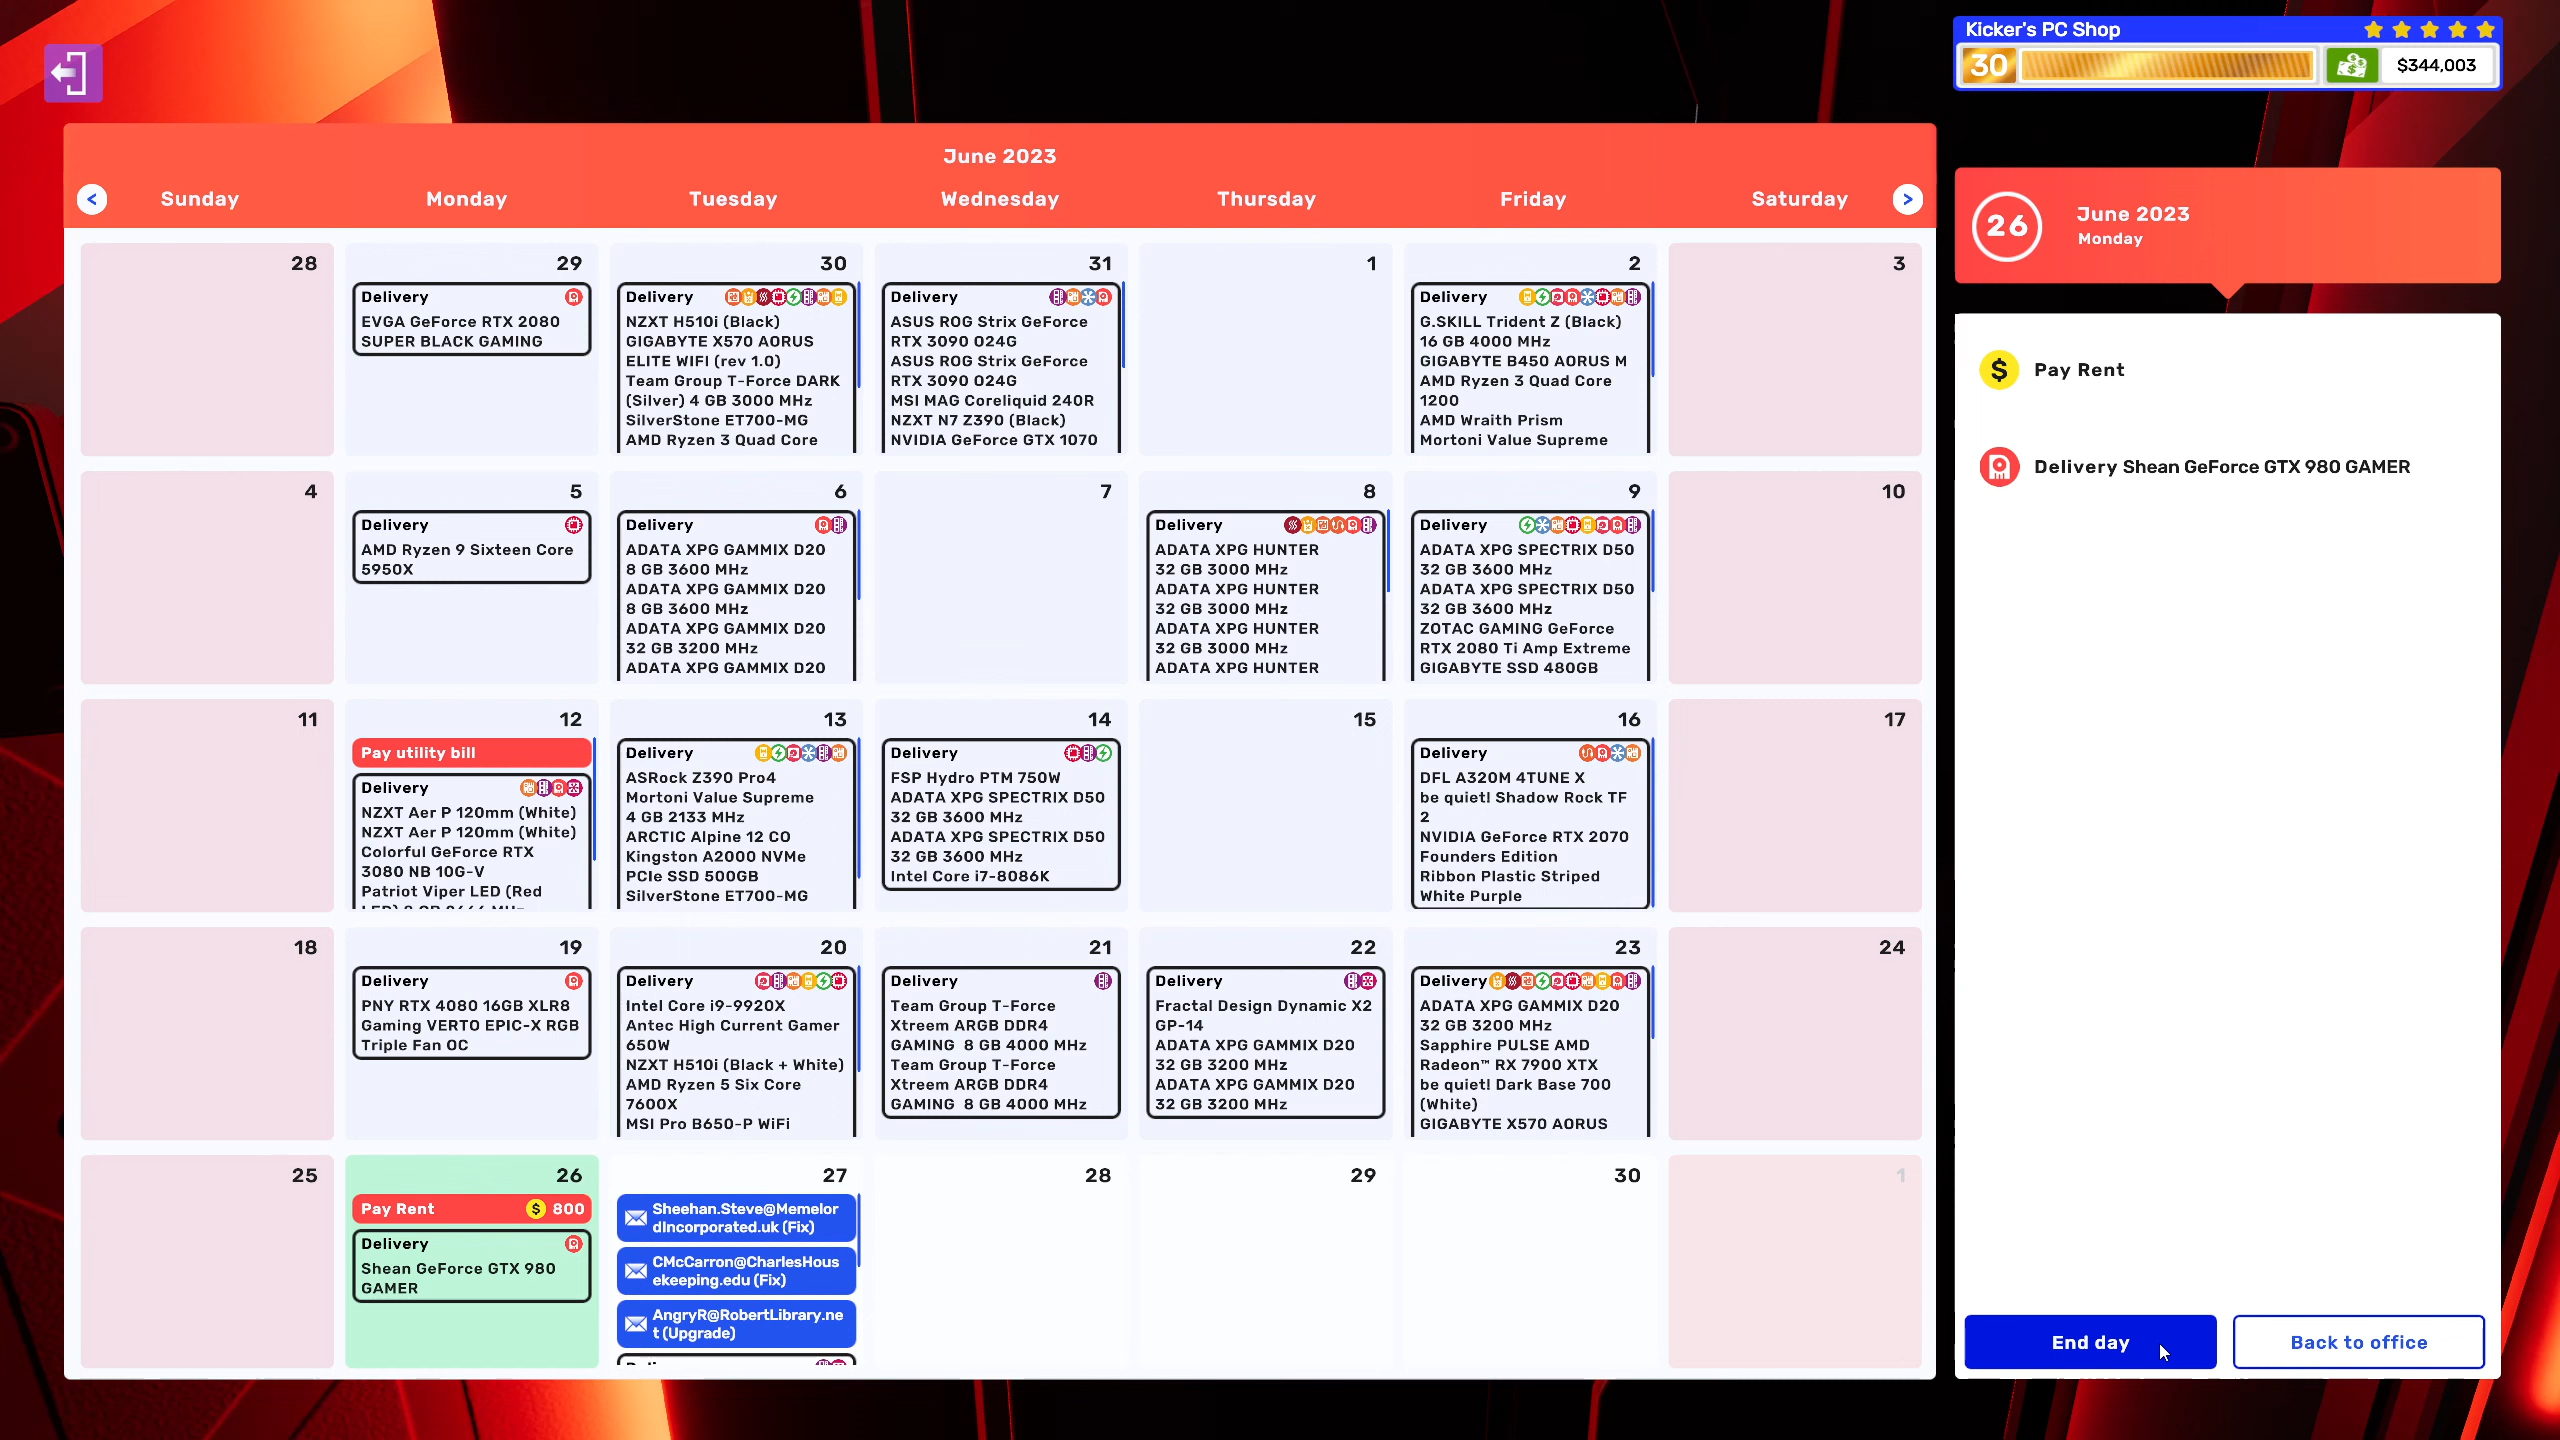 Kicker's PC Shop
30
$344,003
June 2023
Sunday
Monday
Tuesday
Wednesday
Thursday
Friday
Saturday
28
29
Delivery
EVGA GeForce RTX 2080
SUPER BLACK GAMING
30
Delivery
NZXT H510i (Black)
GIGABYTE X570 AORUS
ELITE WIFI (rev 1.0)
Team Group T-Force DARK
(Silver) 4 GB 3000 MHz
SilverStone ET700-MG
AMD Ryzen 3 Quad Core
31
Delivery
ASUS ROG Strix GeForce
RTX 3090 O24G
ASUS ROG Strix GeForce
RTX 3090 O24G
MSI MAG Coreliquid 240R
NZXT N7 Z390 (Black)
NVIDIA GeForce GTX 1070
1
2
Delivery
G.SKILL Trident Z (Black)
16 GB 4000 MHz
GIGABYTE B450 AORUS M
AMD Ryzen 3 Quad Core
1200
AMD Wraith Prism
Mortoni Value Supreme
3
4
5
Delivery
AMD Ryzen 9 Sixteen Core
5950X
6
Delivery
ADATA XPG GAMMIX D20
8 GB 3600 MHz
ADATA XPG GAMMIX D20
8 GB 3600 MHz
ADATA XPG GAMMIX D20
32 GB 3200 MHz
ADATA XPG GAMMIX D20
7
8
Delivery
ADATA XPG HUNTER
32 GB 3000 MHz
ADATA XPG HUNTER
32 GB 3000 MHz
ADATA XPG HUNTER
32 GB 3000 MHz
ADATA XPG HUNTER
9
Delivery
ADATA XPG SPECTRIX D50
32 GB 3600 MHz
ADATA XPG SPECTRIX D50
32 GB 3600 MHz
ZOTAC GAMING GeForce
RTX 2080 Ti Amp Extreme
GIGABYTE SSD 480GB
10
11
12
Pay utility bill
Delivery
NZXT Aer P 120mm (White)
NZXT Aer P 120mm (White)
Colorful GeForce RTX
3080 NB 10G-V
Patriot Viper LED (Red
13
Delivery
ASRock Z390 Pro4
Mortoni Value Supreme
4 GB 2133 MHz
ARCTIC Alpine 12 CO
Kingston A2000 NVMe
PCIe SSD 500GB
SilverStone ET700-MG
14
Delivery
FSP Hydro PTM 750W
ADATA XPG SPECTRIX D50
32 GB 3600 MHz
ADATA XPG SPECTRIX D50
32 GB 3600 MHz
Intel Core i7-8086K
15
16
Delivery
DFL A320M 4TUNE X
be quiet! Shadow Rock TF
2
NVIDIA GeForce RTX 2070
Founders Edition
Ribbon Plastic Striped
White Purple
17
18
19
Delivery
PNY RTX 4080 16GB XLR8
Gaming VERTO EPIC-X RGB
Triple Fan OC
20
Delivery
Intel Core i9-9920X
Antec High Current Gamer
650W
NZXT H510i (Black + White)
AMD Ryzen 5 Six Core
7600X
MSI Pro B650-P WiFi
21
Delivery
Team Group T-Force
Xtreem ARGB DDR4
GAMING 8 GB 4000 MHz
Team Group T-Force
Xtreem ARGB DDR4
GAMING 8 GB 4000 MHz
22
Delivery
Fractal Design Dynamic X2
GP-14
ADATA XPG GAMMIX D20
32 GB 3200 MHz
ADATA XPG GAMMIX D20
32 GB 3200 MHz
23
Delivery
ADATA XPG GAMMIX D20
32 GB 3200 MHz
Sapphire PULSE AMD
Radeon™ RX 7900 XTX
be quiet! Dark Base 700
(White)
GIGABYTE X570 AORUS
24
25
26
Pay Rent $ 800
Delivery
Shean GeForce GTX 980
GAMER
27
Sheehan.Steve@Memelor
dIncorporated.uk (Fix)
CMcCarron@CharlesHous
ekeeping.edu (Fix)
AngryR@RobertLibrary.ne
t (Upgrade)
28
29
30
1
26
June 2023
Monday
$ Pay Rent
Delivery Shean GeForce GTX 980 GAMER
End day
Back to office